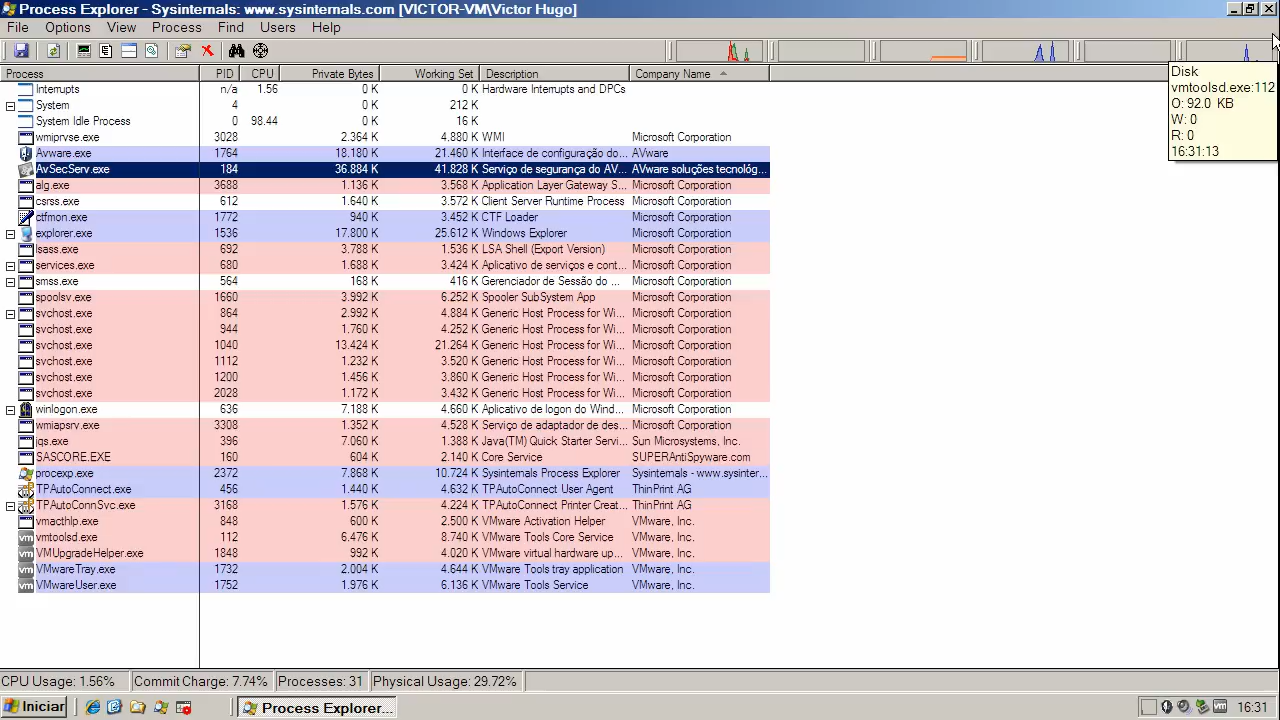 Process Explorer - Sysinternals: www.sysinternals.com [VICTOR-VM\Victor Hugo]
File Options View Process Find Users Help
Process PID CPU Private Bytes Working Set Description Company Name
Interrupts n/a 1.56 0 K 0 K Hardware Interrupts and DPCs
System 4 0 K 212 K
System Idle Process 0 98.44 0 K 16 K
wmiprvse.exe 3028 2.364 K 4.880 K WMI Microsoft Corporation
Avware.exe 1764 18.180 K 21.460 K Interface de configuração do... AVware
AvSecServ.exe 184 36.884 K 41.828 K Serviço de segurança do AV... AVware soluções tecnológ...
alg.exe 3688 1.136 K 3.568 K Application Layer Gateway S... Microsoft Corporation
csrss.exe 612 1.640 K 3.572 K Client Server Runtime Process Microsoft Corporation
ctfmon.exe 1772 940 K 3.452 K CTF Loader Microsoft Corporation
explorer.exe 1536 17.800 K 25.612 K Windows Explorer Microsoft Corporation
lsass.exe 692 3.788 K 1.536 K LSA Shell (Export Version) Microsoft Corporation
services.exe 680 1.688 K 3.424 K Aplicativo de serviços e cont... Microsoft Corporation
smss.exe 564 168 K 416 K Gerenciador de Sessão do ... Microsoft Corporation
spoolsv.exe 1660 3.992 K 6.252 K Spooler SubSystem App Microsoft Corporation
svchost.exe 864 2.992 K 4.884 K Generic Host Process for Wi... Microsoft Corporation
svchost.exe 944 1.760 K 4.252 K Generic Host Process for Wi... Microsoft Corporation
svchost.exe 1040 13.424 K 21.264 K Generic Host Process for Wi... Microsoft Corporation
svchost.exe 1112 1.232 K 3.520 K Generic Host Process for Wi... Microsoft Corporation
svchost.exe 1200 1.456 K 3.860 K Generic Host Process for Wi... Microsoft Corporation
svchost.exe 2028 1.172 K 3.432 K Generic Host Process for Wi... Microsoft Corporation
winlogon.exe 636 7.188 K 4.660 K Aplicativo de logon do Wind... Microsoft Corporation
wmiapsrv.exe 3308 1.352 K 4.528 K Serviço de adaptador de des... Microsoft Corporation
jqs.exe 396 7.060 K 1.388 K Java(TM) Quick Starter Servi... Sun Microsystems, Inc.
SASCORE.EXE 160 604 K 2.140 K Core Service SUPERAntiSpyware.com
procexp.exe 2372 7.868 K 10.724 K Sysinternals Process Explorer Sysinternals - www.sysinter...
TPAutoConnect.exe 456 1.440 K 4.632 K TPAutoConnect User Agent ThinPrint AG
TPAutoConnSvc.exe 3168 1.576 K 4.224 K TPAutoConnect Printer Creat... ThinPrint AG
vmacthlp.exe 848 600 K 2.500 K VMware Activation Helper VMware, Inc.
vmtoolsd.exe 112 6.476 K 8.740 K VMware Tools Core Service VMware, Inc.
VMUpgradeHelper.exe 1848 992 K 4.020 K VMware virtual hardware up... VMware, Inc.
VMwareTray.exe 1732 2.004 K 4.644 K VMware Tools tray application VMware, Inc.
VMwareUser.exe 1752 1.976 K 6.136 K VMware Tools Service VMware, Inc.
Disk
vmtoolsd.exe:112
O: 92.0 KB
W: 0
R: 0
16:31:13
CPU Usage: 1.56% Commit Charge: 7.74% Processes: 31 Physical Usage: 29.72%
Iniciar Process Explorer... 16:31